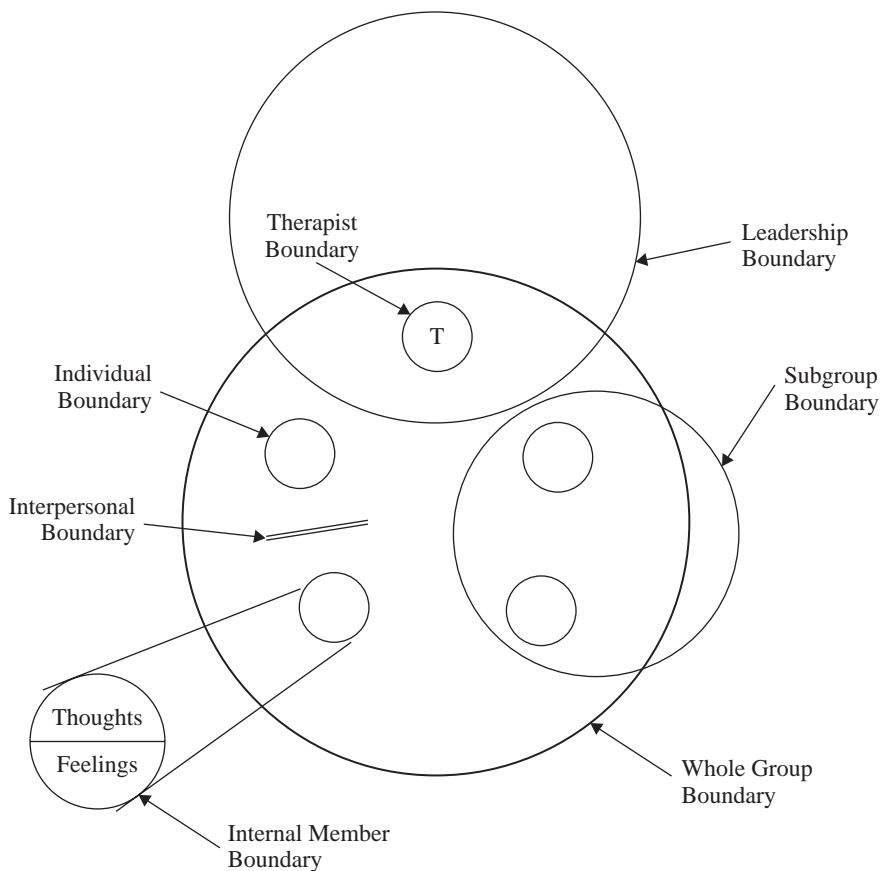 Therapist
Boundary
Leadership
Boundary
T
Individual
Boundary
Subgroup
Boundary
Interpersonal
Boundary
Thoughts
Feelings
Whole Group
Boundary
Internal Member
Boundary